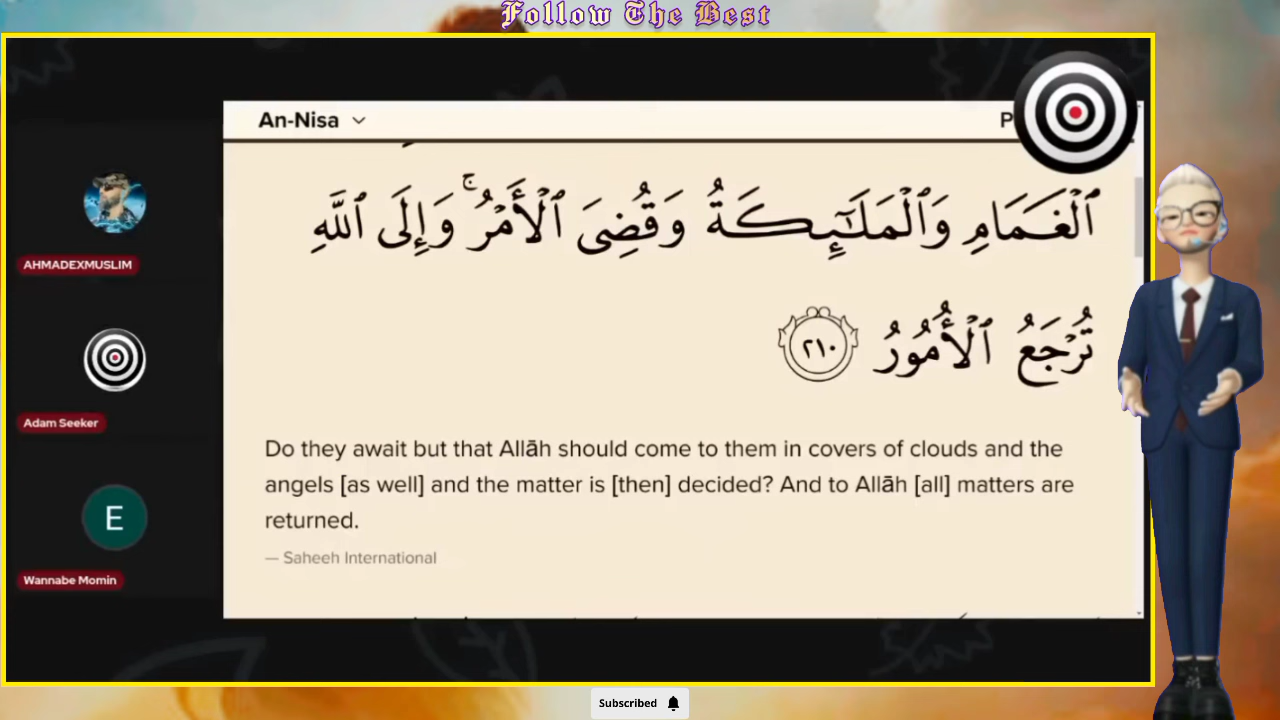 Follow The Best
An-Nisa
P
ٱلْغَمَامِ وَٱلْمَلَـٰٓئِكَةُ وَقُضِىَ ٱلْأَمْرُ ۚ وَإِلَى ٱللَّهِ
تُرْجَعُ ٱلْأُمُورُ ٢١٠
AHMADEXMUSLIM
Adam Seeker
E
Wannabe Momin
Do they await but that Allāh should come to them in covers of clouds and the
angels [as well] and the matter is [then] decided? And to Allāh [all] matters are
returned.
— Saheeh International
Subscribed